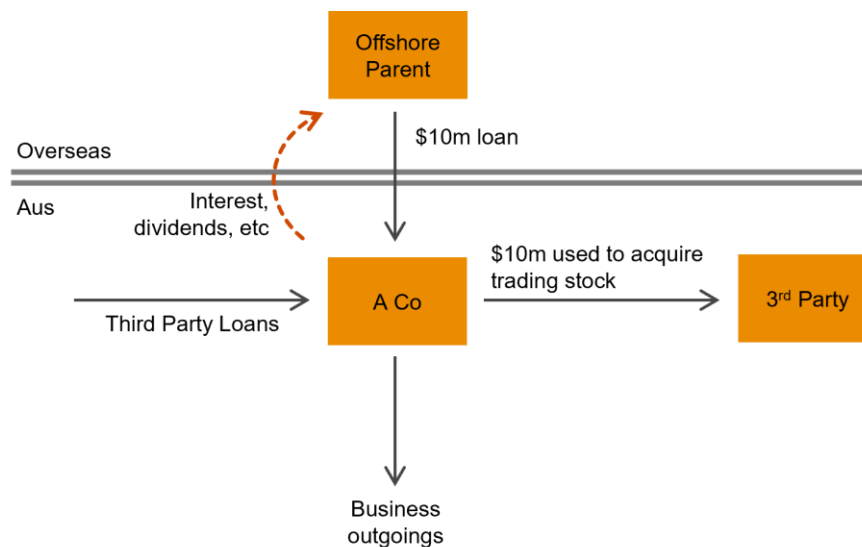 Offshore
Parent
$10m loan
Overseas
Aus
Interest,
dividends, etc
$10m used to acquire
trading stock
A Co
3rd Party
Third Party Loans
Business
outgoings